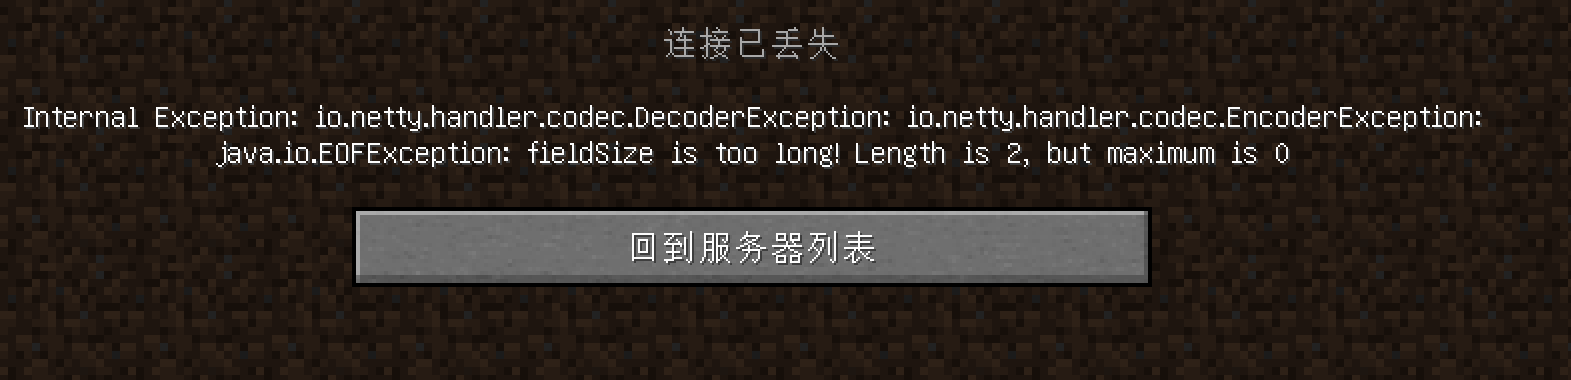 连接已丢失
Internal Exception: io.netty.handler.codec.DecoderException: io.netty.handler.codec.EncoderException:
java.io.EOFException: fieldSize is too long! Length is 2, but maximum is 0
回到服务器列表